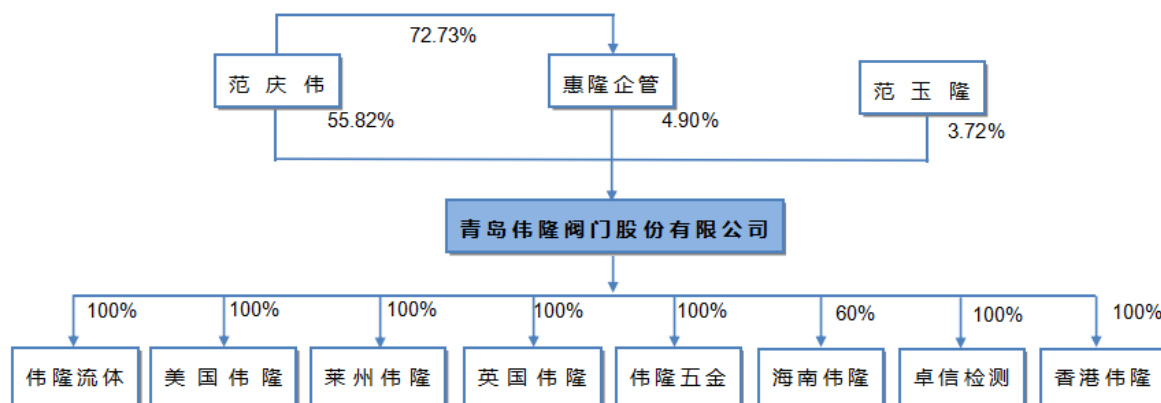 72.73%
范庆伟
惠隆企管
范玉隆
55.82%
4.90%
3.72%
青岛伟隆阀门股份有限公司
100%
100%
100%
100%
100%
60%
100%
100%
伟隆流体
美国伟隆
莱州伟隆
英国伟隆
伟隆五金
海南伟隆
卓信检测
香港伟隆